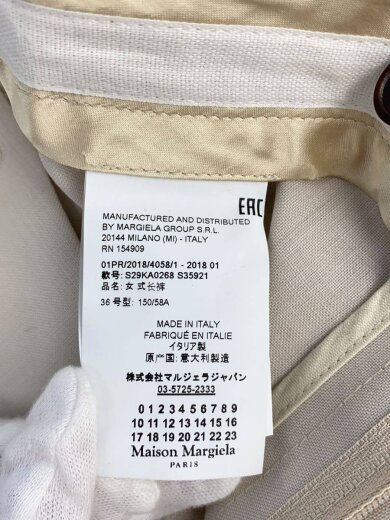 EAC
MANUFACTURED AND DISTRIBUTED
BY MARGIELA GROUP S.R.L.
20144 MILANO (MI) - ITALY
RN 154909
01PR/2018/4058/1 - 2018 01
款号: S29KA0268 S35921
品名: 女式长裤
36 号型: 150/58A
MADE IN ITALY
FABRIQUÉ EN ITALIE
イタリア製
原产国: 意大利製造
株式会社マルジェラジャパン
03-5725-2333
0 1 2 3 4 5 6 7 8 9
10 11 12 13 14 15 16
17 18 19 20 21 22 23
Maison Margiela
PARIS